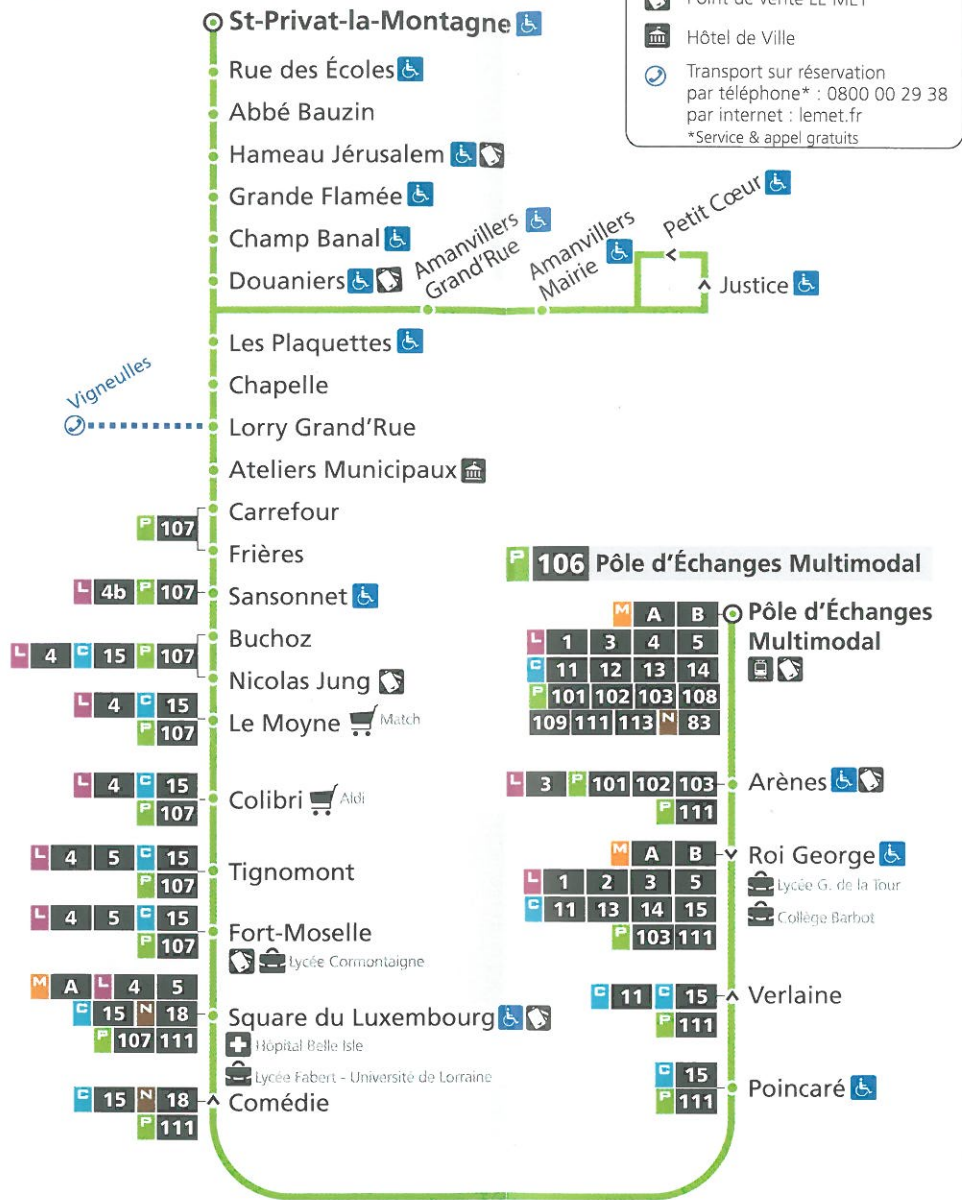 Point de vente LE MET'
Hôtel de Ville
Transport sur réservation
par téléphone* : 0800 00 29 38
par internet : lemet.fr
*Service & appel gratuits
St-Privat-la-Montagne
Rue des Écoles
Abbé Bauzin
Hameau Jérusalem
Grande Flamée
Champ Banal
Douaniers
Amanvillers
Grand'Rue
Amanvillers
Mairie
Petit Cœur
Justice
Les Plaquettes
Chapelle
Vigneulles
Lorry Grand'Rue
Ateliers Municipaux
Carrefour
P 107
Frières
L 4b P 107 Sansonnet
Buchoz
L 4 C 15 P 107
Nicolas Jung
L 4 C 15
P 107
Le Moyne Match
L 4 C 15
P 107
Colibri Aldi
L 4 5 C 15
P 107
Tignomont
L 4 5 C 15
P 107
Fort-Moselle
Lycée Cormontaigne
M A L 4 5
C 15 N 18
P 107 111
Square du Luxembourg
Hôpital Belle Isle
Lycée Fabert - Université de Lorraine
C 15 N 18
P 111
Comédie
P 106 Pôle d'Échanges Multimodal
M A B
L 1 3 4 5
C 11 12 13 14
P 101 102 103 108
109 111 113 N 83
Pôle d'Échanges
Multimodal
L 3 P 101 102 103
P 111
Arènes
M A B
L 1 2 3 5
C 11 13 14 15
P 103 111
Roi George
Lycée G. de la Tour
Collège Barbot
C 11 C 15
P 111
Verlaine
C 15
P 111
Poincaré